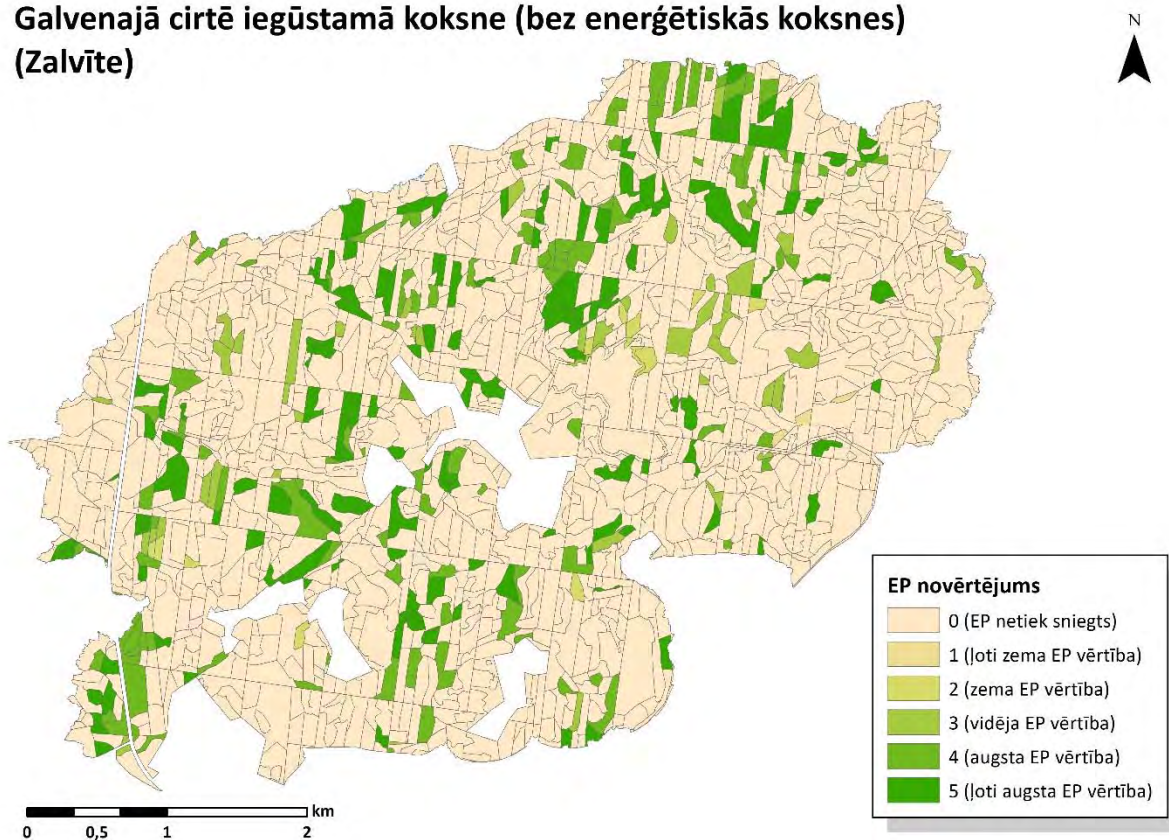 Galvenajā cirtē iegūstamā koksne (bez enerģētiskās koksnes)
(Zalvīte)
N
EP novērtējums
0 (EP netiek sniegts)
1 (ļoti zema EP vērtība)
2 (zema EP vērtība)
3 (vidēja EP vērtība)
4 (augsta EP vērtība)
5 (ļoti augsta EP vērtība)
km
0 0,5 1 2